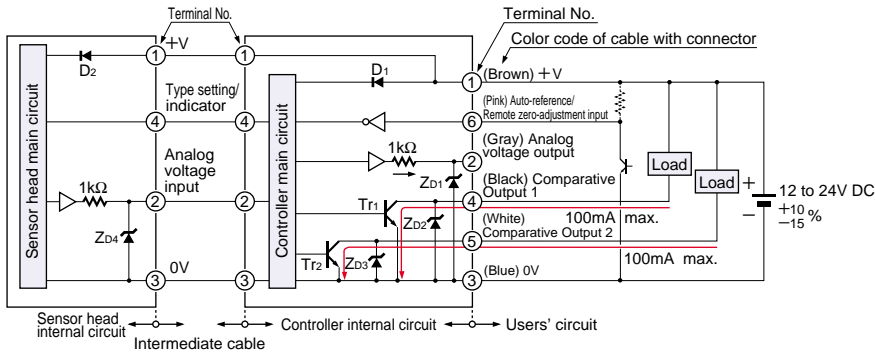 Terminal No.
Terminal No.
Color code of cable with connector
1 +V 1
D2
D1
1 (Brown) +V
Type setting/
indicator
4 4
6 (Pink) Auto-reference/
Remote zero-adjustment input
Sensor head main circuit
Controller main circuit
1kΩ
2 (Gray) Analog
voltage output
Analog
voltage
input
1kΩ
2 2
ZD1
Load
Load
4 (Black) Comparative
Output 1
Tr1
ZD2
100mA max.
+
−
12 to 24V DC
+10
−15 %
(White)
5 Comparative Output 2
ZD4
Tr2
ZD3
100mA max.
0V
3 3
3 (Blue) 0V
Sensor head
internal circuit
Intermediate cable
Controller internal circuit
Users' circuit